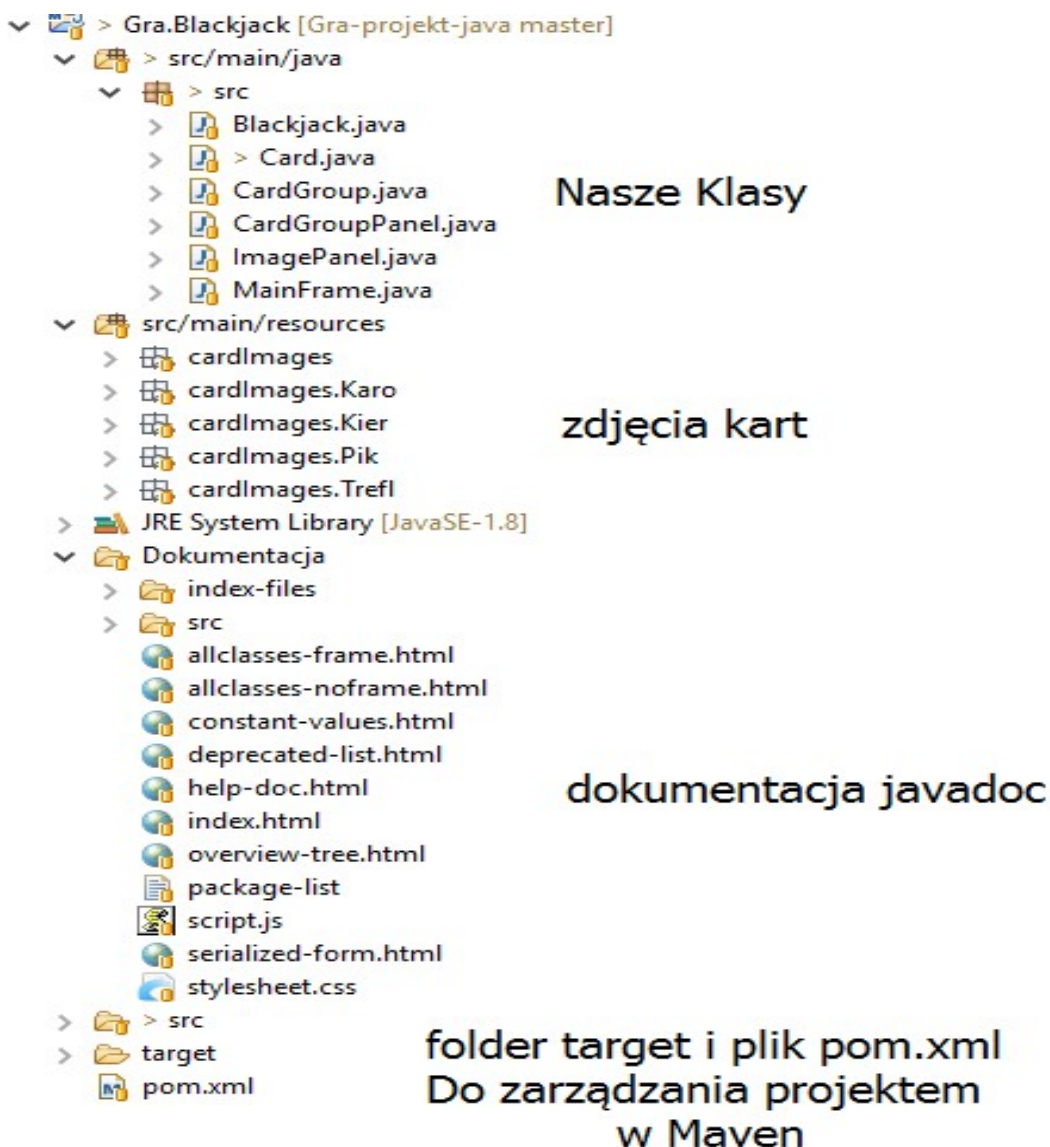 > Gra.Blackjack [Gra-projekt-java master]
> src/main/java
> src
Blackjack.java
> Card.java
CardGroup.java
CardGroupPanel.java
ImagePanel.java
MainFrame.java
Nasze Klasy
src/main/resources
cardImages
cardImages.Karo
cardImages.Kier
cardImages.Pik
cardImages.Trefl
zdjęcia kart
JRE System Library [JavaSE-1.8]
Dokumentacja
index-files
src
allclasses-frame.html
allclasses-noframe.html
constant-values.html
deprecated-list.html
help-doc.html
index.html
overview-tree.html
package-list
script.js
serialized-form.html
stylesheet.css
dokumentacja javadoc
> src
target
pom.xml
folder target i plik pom.xml
Do zarządzania projektem
w Maven